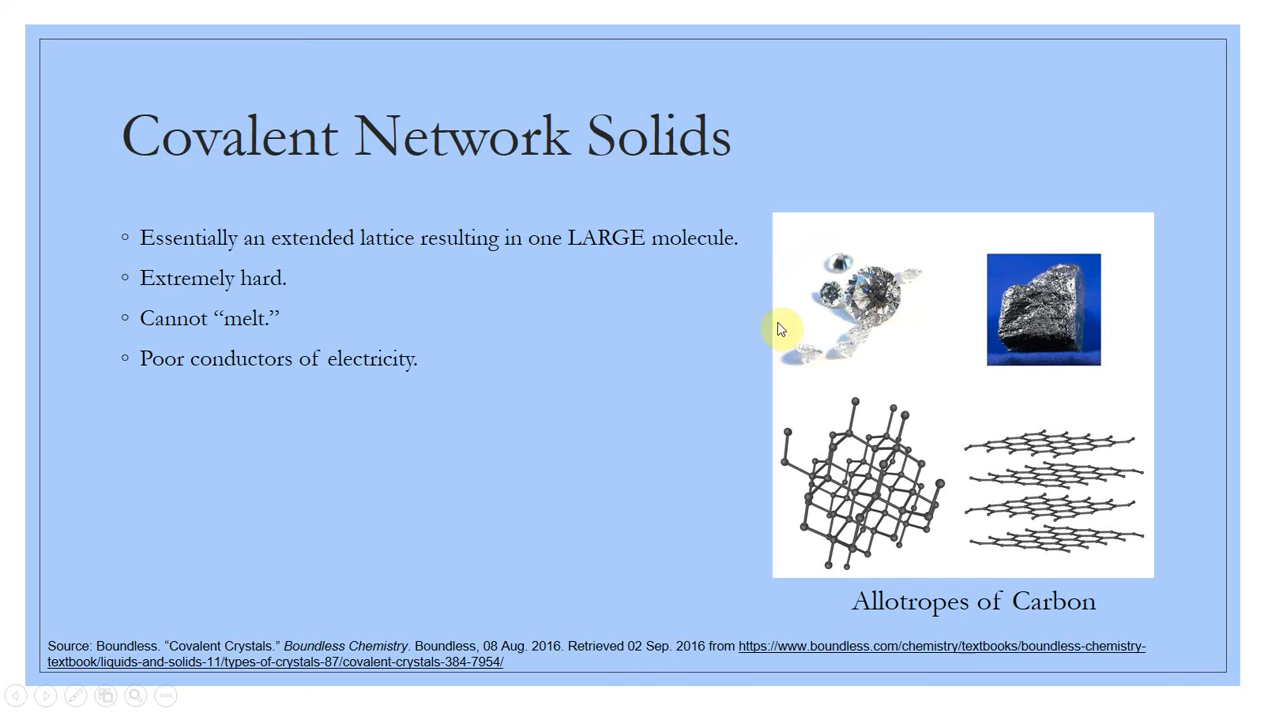 Covalent Network Solids
Essentially an extended lattice resulting in one LARGE molecule.
Extremely hard.
Cannot “melt.”
Poor conductors of electricity.
Allotropes of Carbon
Source: Boundless. “Covalent Crystals.” Boundless Chemistry. Boundless, 08 Aug. 2016. Retrieved 02 Sep. 2016 from https://www.boundless.com/chemistry/textbooks/boundless-chemistry-
textbook/liquids-and-solids-11/types-of-crystals-87/covalent-crystals-384-7954/